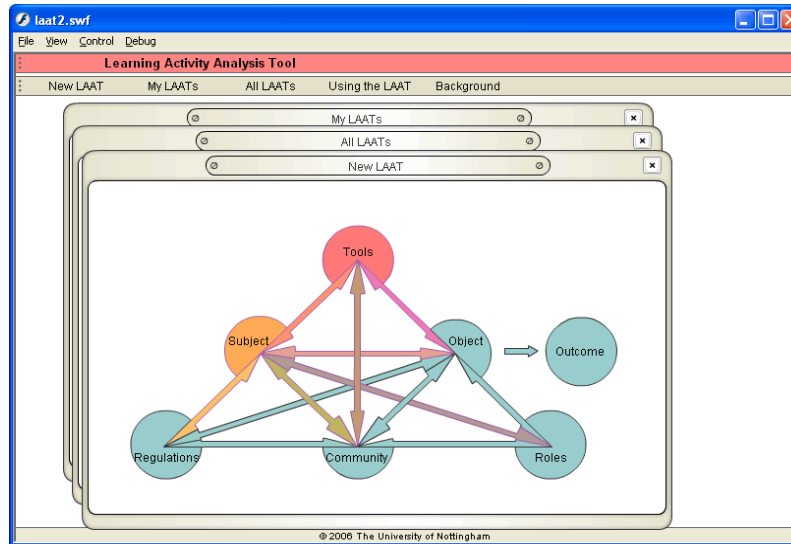 laat2.swf
File View Control Debug
Learning Activity Analysis Tool
New LAAT My LAATs All LAATs Using the LAAT Background
My LAATs
All LAATs
New LAAT
Tools
Subject Object
Outcome
Regulations Community Roles
© 2006 The University of Nottingham